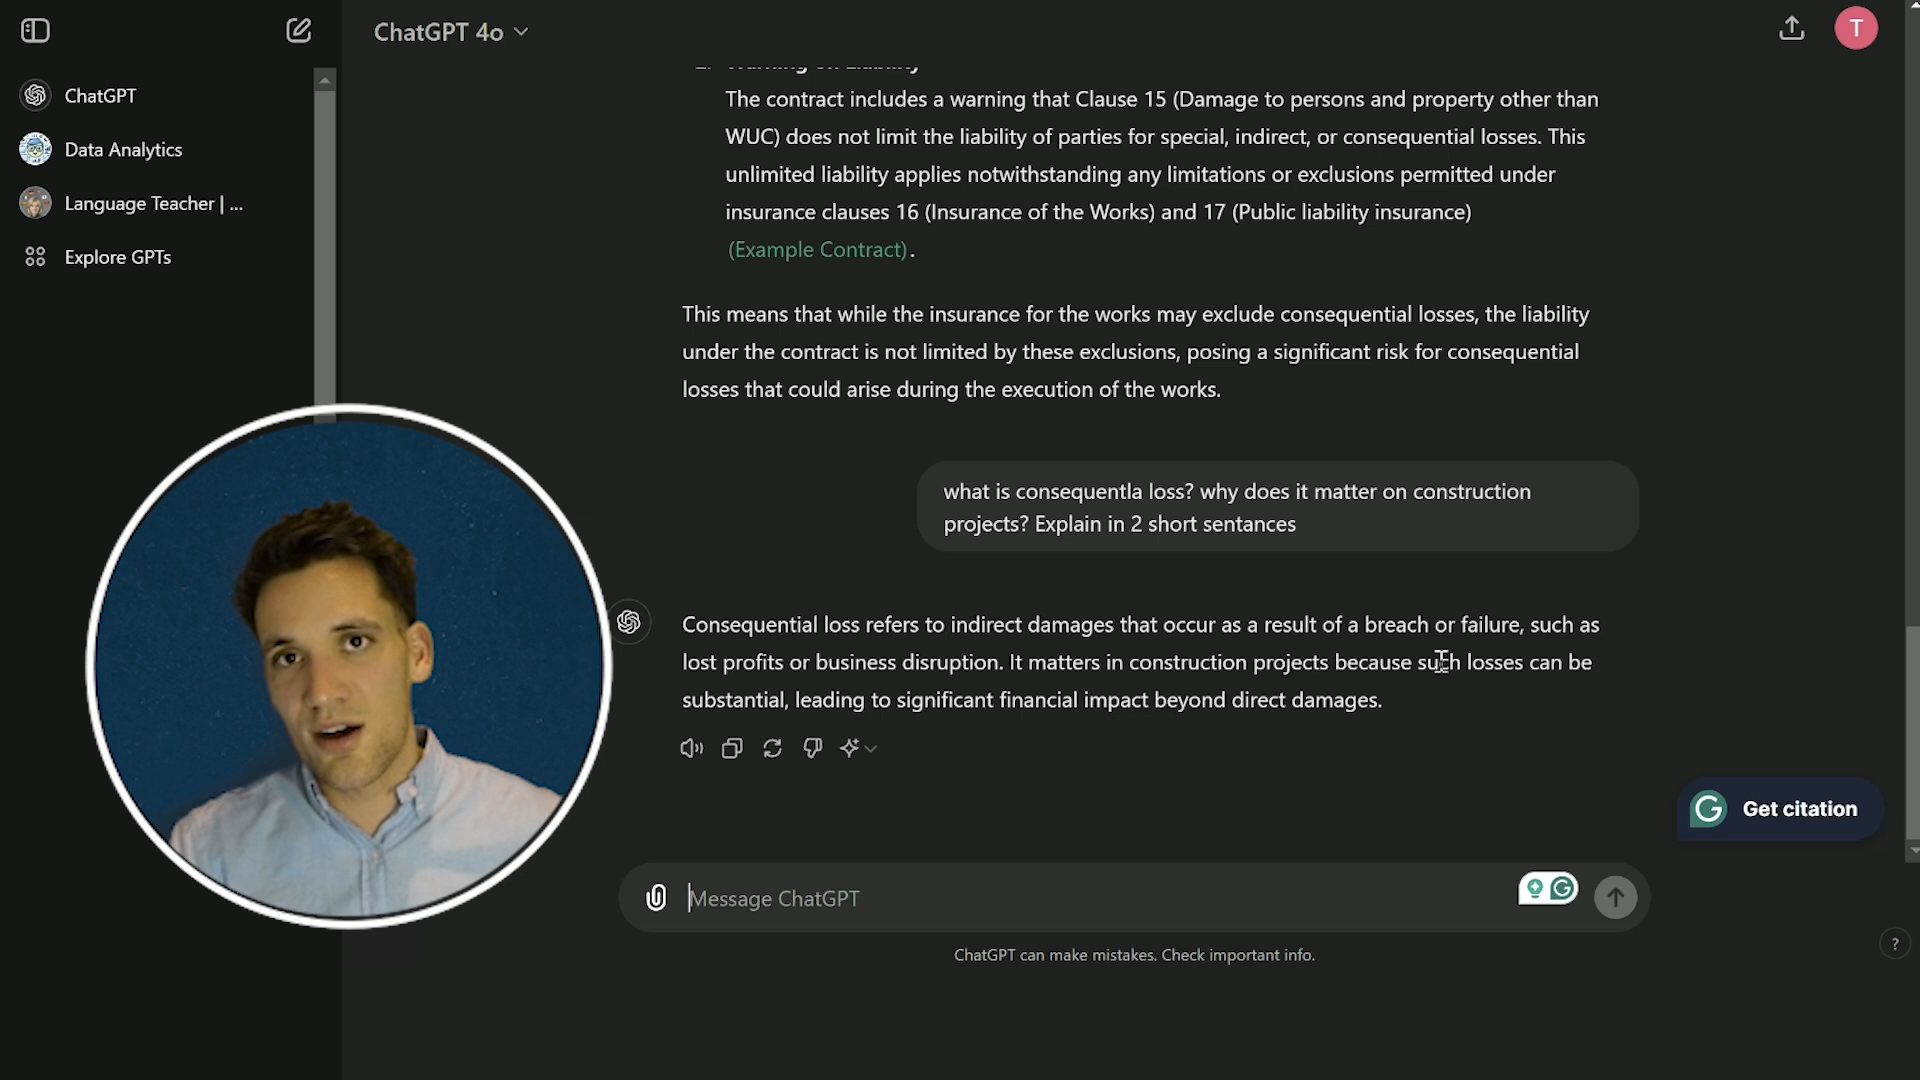 ChatGPT 4o
T
ChatGPT
Data Analytics
Language Teacher | ...
Explore GPTs
2. Warning on Liability
The contract includes a warning that Clause 15 (Damage to persons and property other than
WUC) does not limit the liability of parties for special, indirect, or consequential losses. This
unlimited liability applies notwithstanding any limitations or exclusions permitted under
insurance clauses 16 (Insurance of the Works) and 17 (Public liability insurance)
(Example Contract).
This means that while the insurance for the works may exclude consequential losses, the liability
under the contract is not limited by these exclusions, posing a significant risk for consequential
losses that could arise during the execution of the works.
what is consequentla loss? why does it matter on construction
projects? Explain in 2 short sentances
Consequential loss refers to indirect damages that occur as a result of a breach or failure, such as
lost profits or business disruption. It matters in construction projects because such losses can be
substantial, leading to significant financial impact beyond direct damages.
G Get citation
Message ChatGPT
G
ChatGPT can make mistakes. Check important info.
?